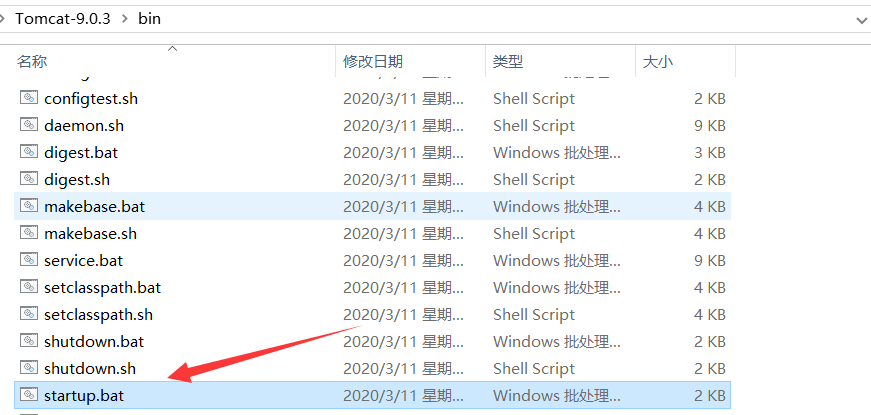 Tomcat-9.0.3 > bin
名称 修改日期 类型 大小
configtest.sh 2020/3/11 星期... Shell Script 2 KB
daemon.sh 2020/3/11 星期... Shell Script 9 KB
digest.bat 2020/3/11 星期... Windows 批处理... 3 KB
digest.sh 2020/3/11 星期... Shell Script 2 KB
makebase.bat 2020/3/11 星期... Windows 批处理... 4 KB
makebase.sh 2020/3/11 星期... Shell Script 4 KB
service.bat 2020/3/11 星期... Windows 批处理... 9 KB
setclasspath.bat 2020/3/11 星期... Windows 批处理... 4 KB
setclasspath.sh 2020/3/11 星期... Shell Script 4 KB
shutdown.bat 2020/3/11 星期... Windows 批处理... 2 KB
shutdown.sh 2020/3/11 星期... Shell Script 2 KB
startup.bat 2020/3/11 星期... Windows 批处理... 2 KB